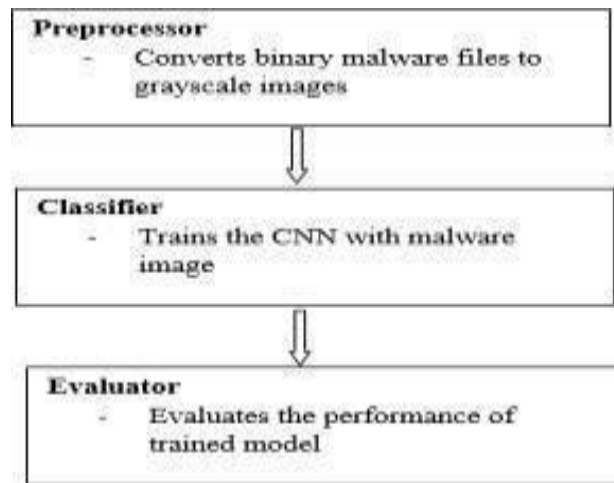 Preprocessor
- Converts binary malware files to
grayscale images
Classifier
- Trains the CNN with malware
image
Evaluator
- Evaluates the performance of
trained model